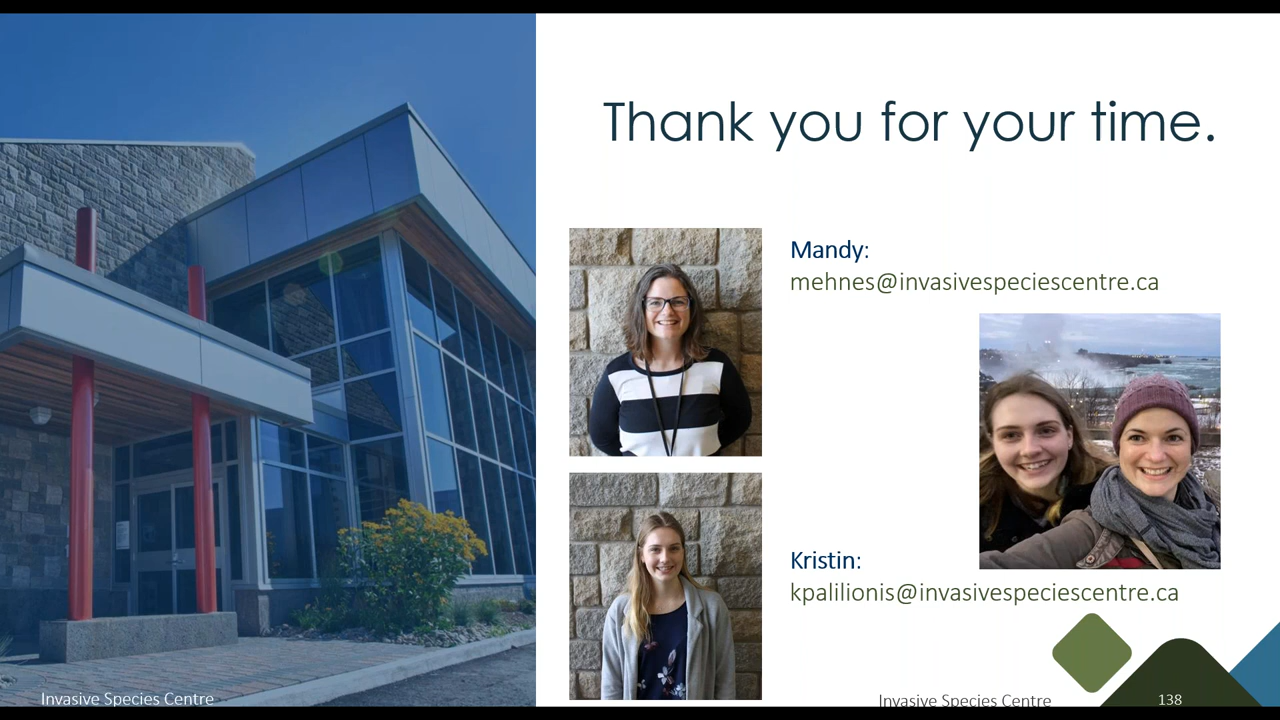 Thank you for your time.
Mandy:
mehnes@invasivespeciescentre.ca
Kristin:
kpalilionis@invasivespeciescentre.ca
Invasive Species Centre
Invasive Species Centre
138